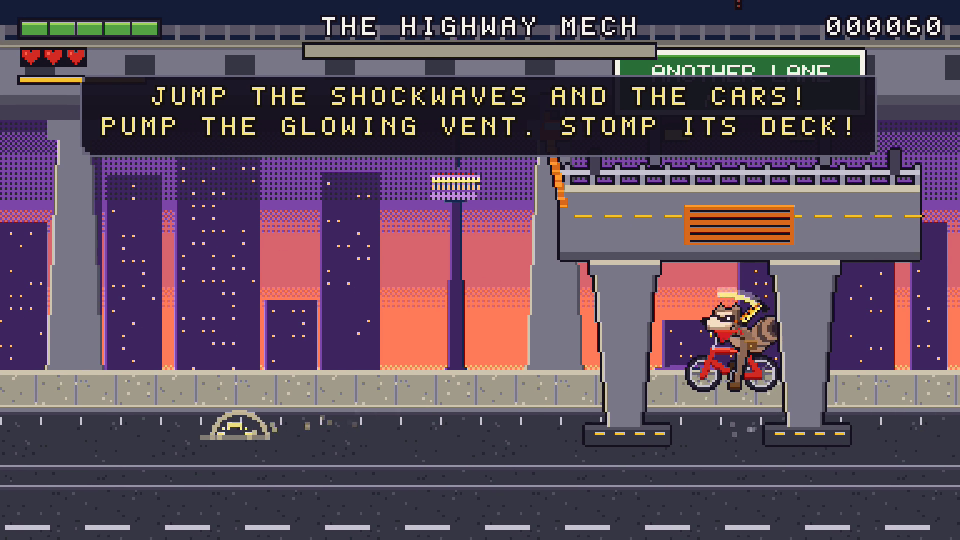 THE HIGHWAY MECH
000060
ANOTHER LANE
JUMP THE SHOCKWAVES AND THE CARS!
PUMP THE GLOWING VENT. STOMP ITS DECK!